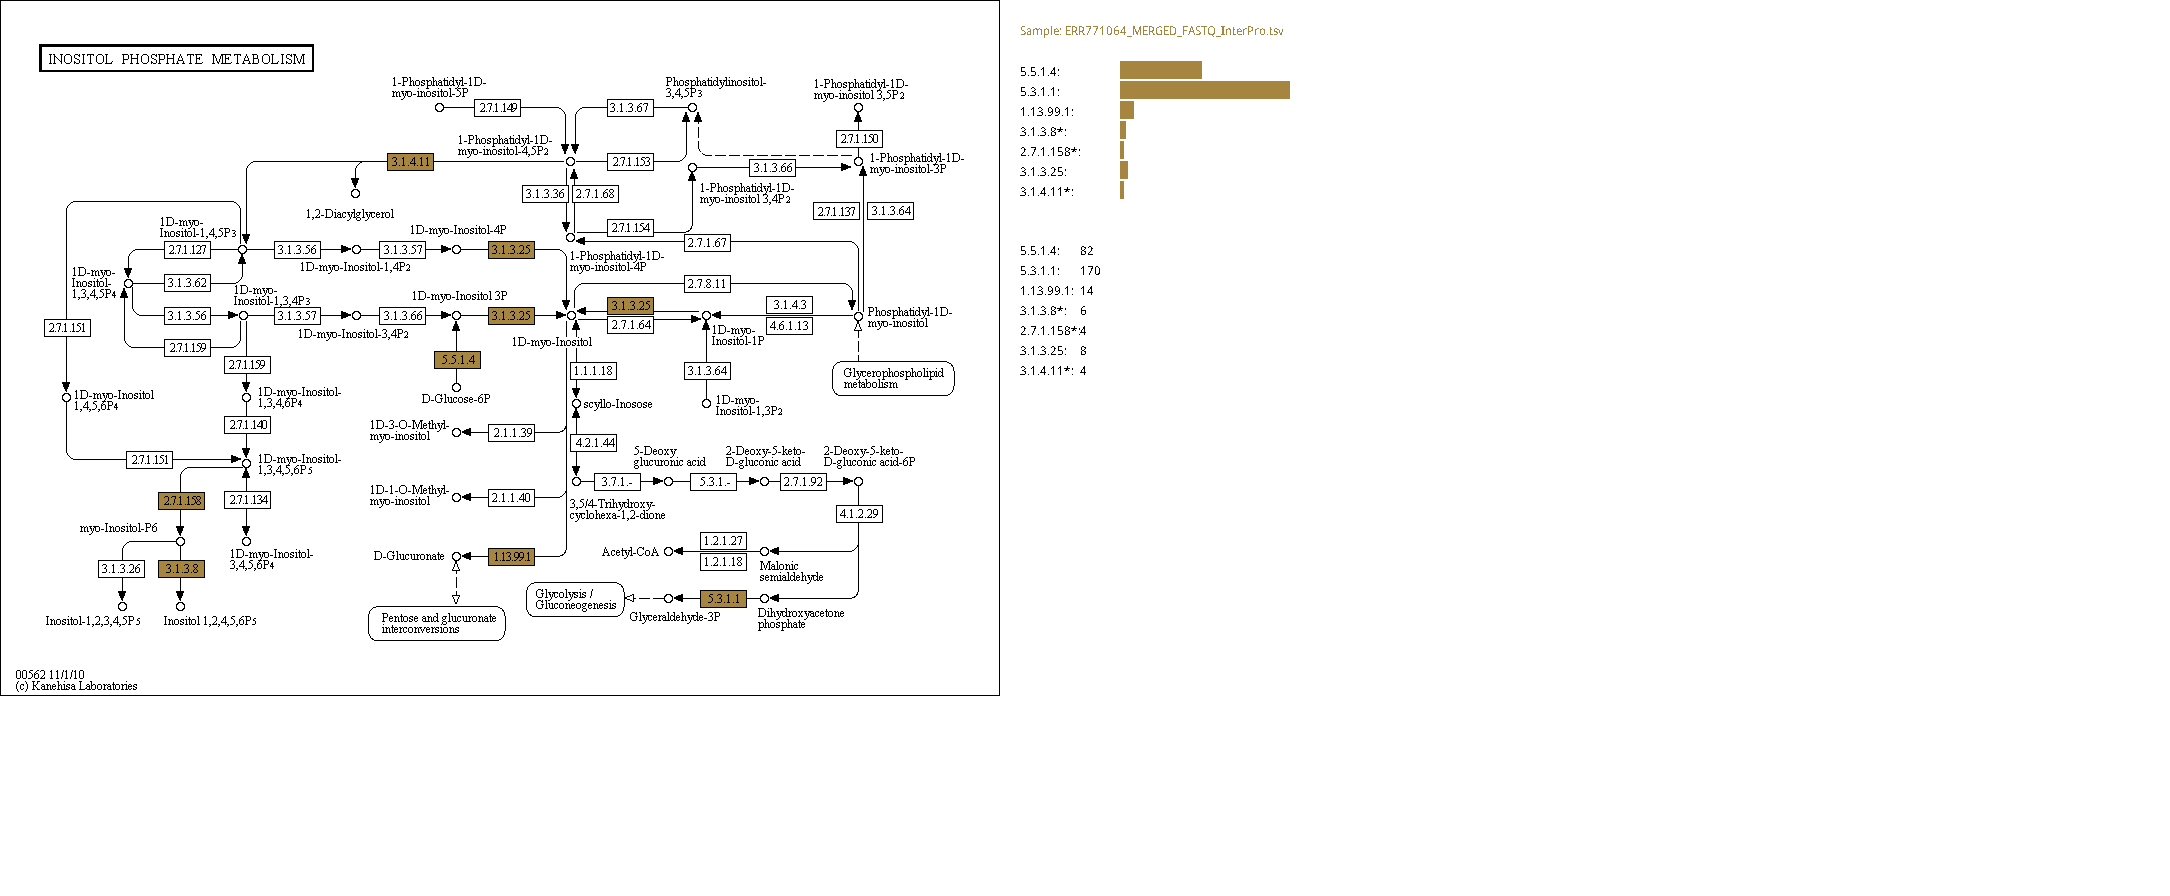 INOSITOL PHOSPHATE METABOLISM
1-Phosphatidyl-1D-
myo-inositol-5P
2.7.1.149
3.1.3.67
Phosphatidylinositol-
3,4,5P3
1-Phosphatidyl-1D-
myo-inositol 3,5P2
2.7.1.150
1-Phosphatidyl-1D-
myo-inositol-4,5P2
3.1.4.11
2.7.1.153
3.1.3.66
1-Phosphatidyl-1D-
myo-inositol-3P
1,2-Diacylglycerol
3.1.3.36
2.7.1.68
1-Phosphatidyl-1D-
myo-inositol 3,4P2
2.7.1.137
3.1.3.64
1D-myo-
Inositol-1,4,5P3
1D-myo-Inositol-4P
2.7.1.154
2.7.1.67
2.7.1.127
3.1.3.56
3.1.3.57
3.1.3.25
1D-myo-Inositol-1,4P2
1-Phosphatidyl-1D-
myo-inositol-4P
1D-myo-
Inositol-
1,3,4,5P4
3.1.3.62
2.7.8.11
1D-myo-
Inositol-1,3,4P3
1D-myo-Inositol 3P
3.1.3.25
3.1.4.3
3.1.3.56
3.1.3.57
3.1.3.66
3.1.3.25
2.7.1.64
4.6.1.13
Phosphatidyl-1D-
myo-inositol
2.7.1.151
1D-myo-Inositol-3,4P2
1D-myo-Inositol
1D-myo-
Inositol-1P
2.7.1.159
2.7.1.159
5.5.1.4
1.1.1.18
3.1.3.64
Glycerophospholipid
metabolism
1D-myo-Inositol
1,4,5,6P4
1D-myo-Inositol-
1,3,4,6P4
D-Glucose-6P
scyllo-Inosose
1D-myo-
Inositol-1,3P2
2.7.1.140
1D-3-O-Methyl-
myo-inositol
2.1.1.39
4.2.1.44
2.7.1.151
1D-myo-Inositol-
1,3,4,5,6P5
5-Deoxy
glucuronic acid
2-Deoxy-5-keto-
D-gluconic acid
2-Deoxy-5-keto-
D-gluconic acid-6P
3.7.1.-
5.3.1.-
2.7.1.92
2.7.1.158
2.7.1.134
1D-1-O-Methyl-
myo-inositol
2.1.1.40
3,5/4-Trihydroxy-
cyclohexa-1,2-dione
4.1.2.29
myo-Inositol-P6
1D-myo-Inositol-
3,4,5,6P4
D-Glucuronate
1.13.99.1
Acetyl-CoA
1.2.1.27
1.2.1.18
Malonic
semialdehyde
3.1.3.26
3.1.3.8
Glycolysis /
Gluconeogenesis
5.3.1.1
Glyceraldehyde-3P
Dihydroxyacetone
phosphate
Inositol-1,2,3,4,5P5
Inositol 1,2,4,5,6P5
Pentose and glucuronate
interconversions
00562 11/1/10
(c) Kanehisa Laboratories
Sample: ERR771064_MERGED_FASTQ_InterPro.tsv
5.5.1.4:
5.3.1.1:
1.13.99.1:
3.1.3.8*:
2.7.1.158*:
3.1.3.25:
3.1.4.11*:
5.5.1.4: 82
5.3.1.1: 170
1.13.99.1: 14
3.1.3.8*: 6
2.7.1.158*: 4
3.1.3.25: 8
3.1.4.11*: 4